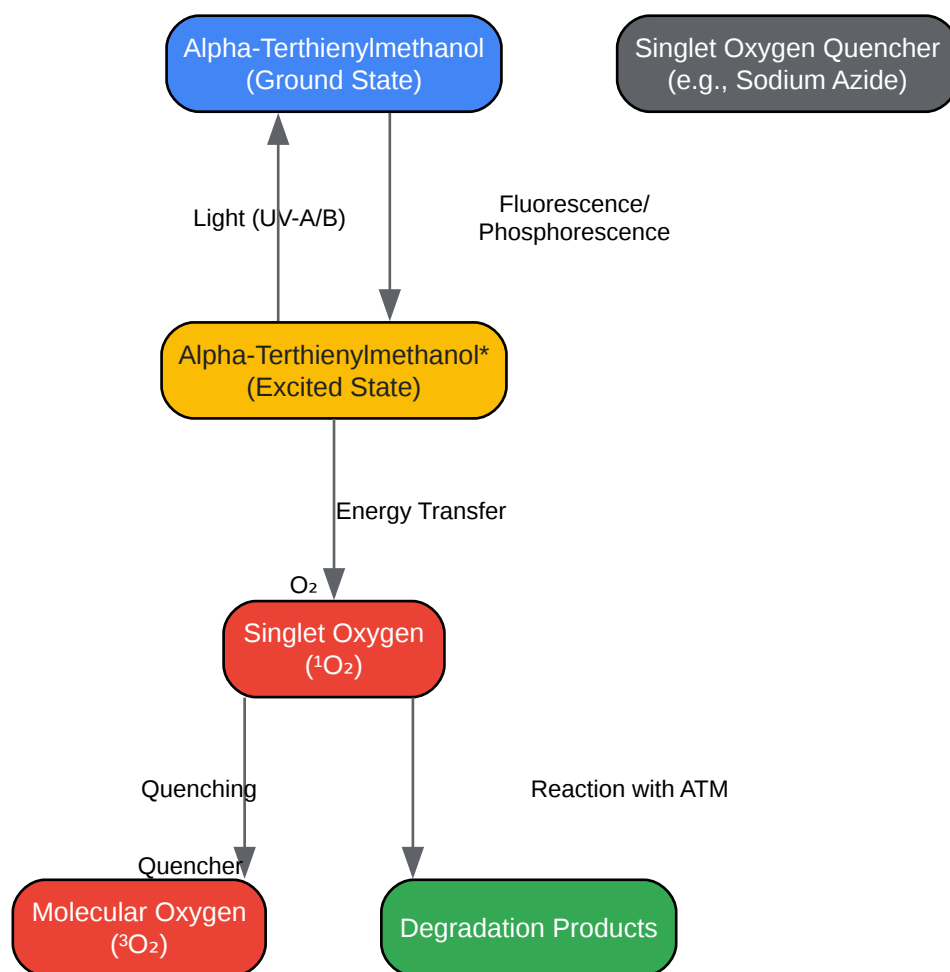 Alpha-Terthienylmethanol
(Ground State)
Singlet Oxygen Quencher
(e.g., Sodium Azide)
Light (UV-A/B)
Fluorescence/
Phosphorescence
Alpha-Terthienylmethanol*
(Excited State)
Energy Transfer
O₂
Singlet Oxygen
(¹O₂)
Quenching
Reaction with ATM
Quencher
Molecular Oxygen
(³O₂)
Degradation Products